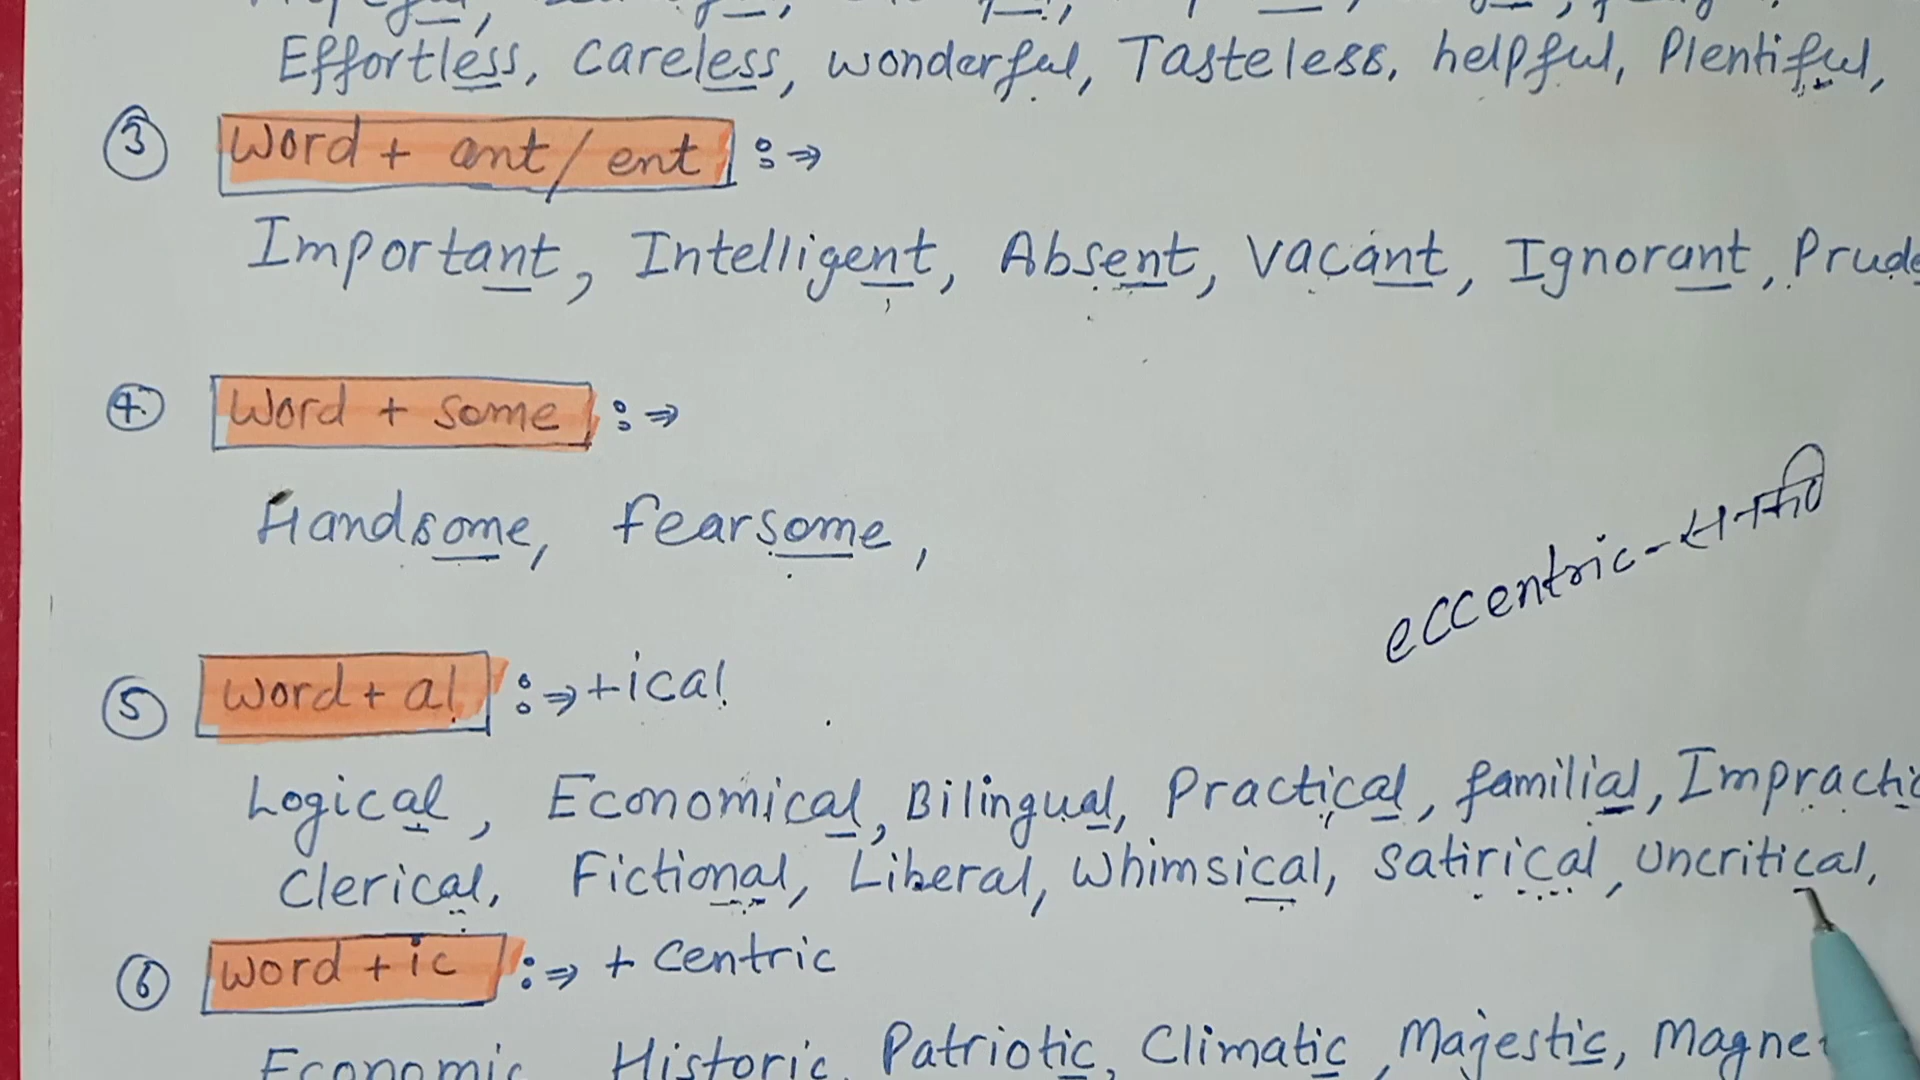 Effortless, Careless, wonderful, Tasteless, helpful, Plentiful,
③ Word + ant/ent :⇒
Important, Intelligent, Absent, Vacant, Ignorant,
④ Word + some :⇒
Handsome, fearsome,
eccentric - सनकी
⑤ Word + al :⇒ +ical
Logical, Economical, Bilingual, Practical, familial,
Clerical, Fictional, Liberal, Whimsical, Satirical, Uncritical,
⑥ Word + ic :⇒ + Centric
Economic, Historic, Patriotic, Climatic, Majestic,